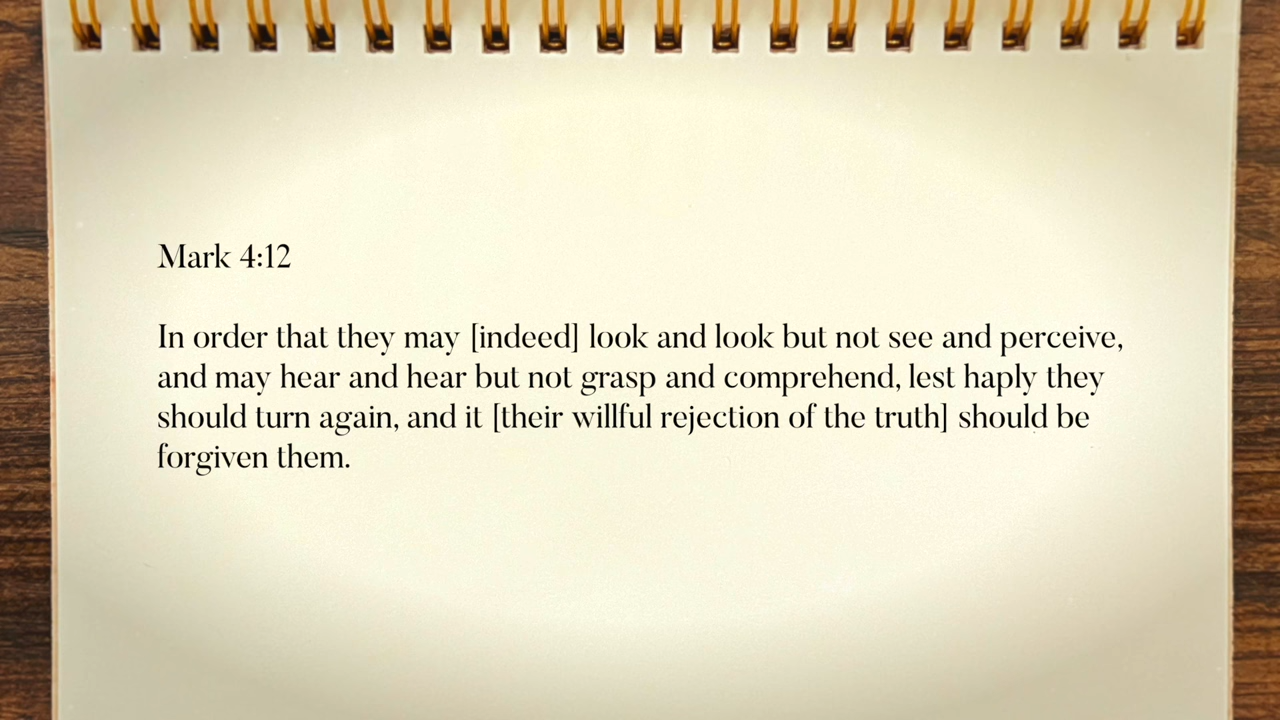 Mark 4:12
In order that they may [indeed] look and look but not see and perceive,
and may hear and hear but not grasp and comprehend, lest haply they
should turn again, and it [their willful rejection of the truth] should be
forgiven them.